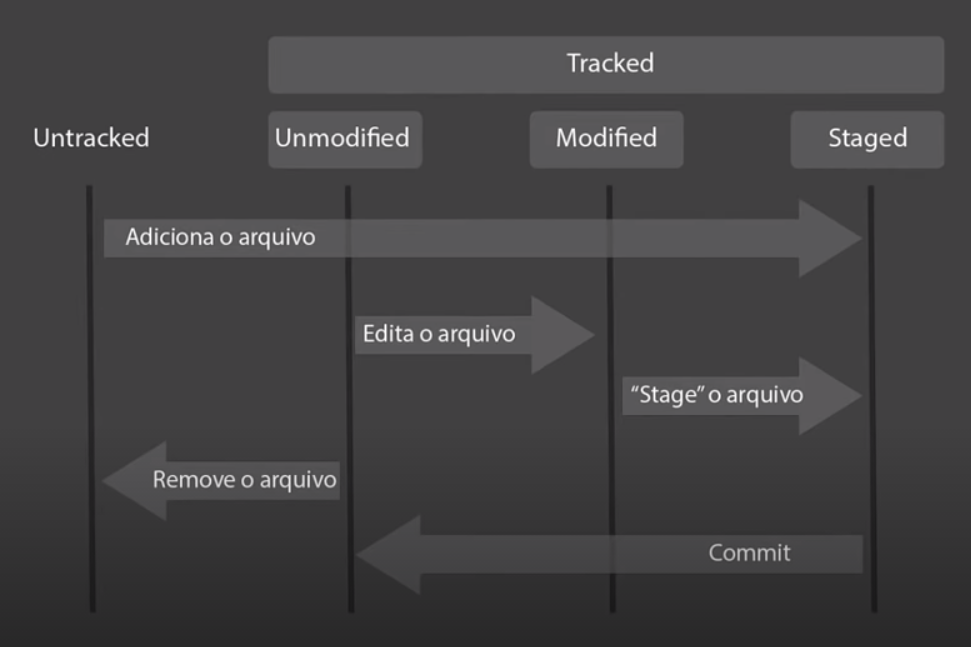 Tracked
Untracked
Unmodified
Modified
Staged
Adiciona o arquivo
Edita o arquivo
“Stage” o arquivo
Remove o arquivo
Commit